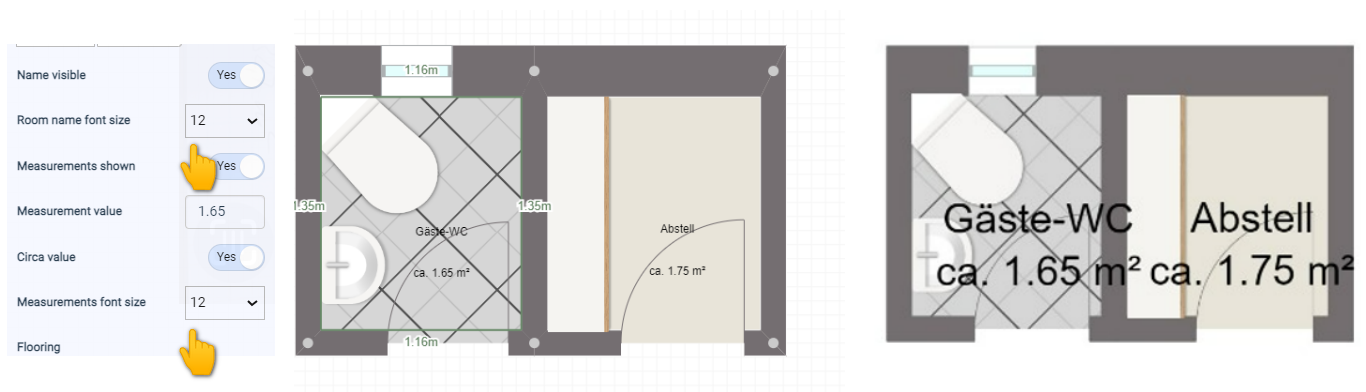 Name visible
Yes
Room name font size
12
Measurements shown
Yes
Measurement value
1.65
Circa value
Yes
Measurements font size
12
Flooring
1.16m
1.35m
1.35m
Gäste-WC
ca. 1.65 m²
Abstell
ca. 1.75 m²
1.16m
Gäste-WC
Abstell
ca. 1.65 m²
ca. 1.75 m²